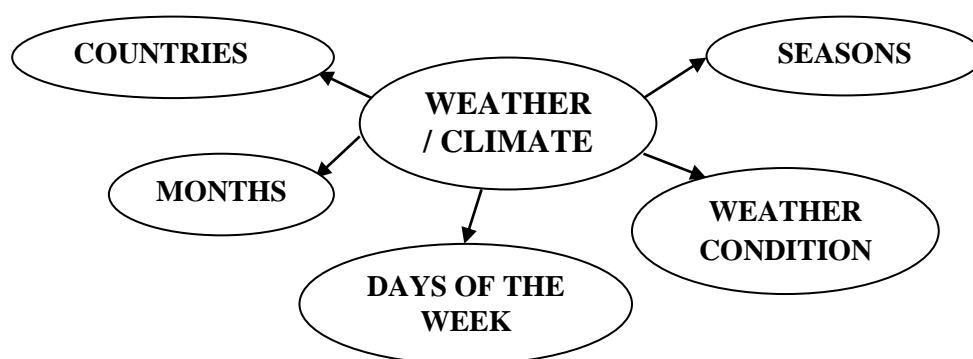 COUNTRIES
SEASONS
WEATHER
/ CLIMATE
MONTHS
WEATHER
CONDITION
DAYS OF THE
WEEK